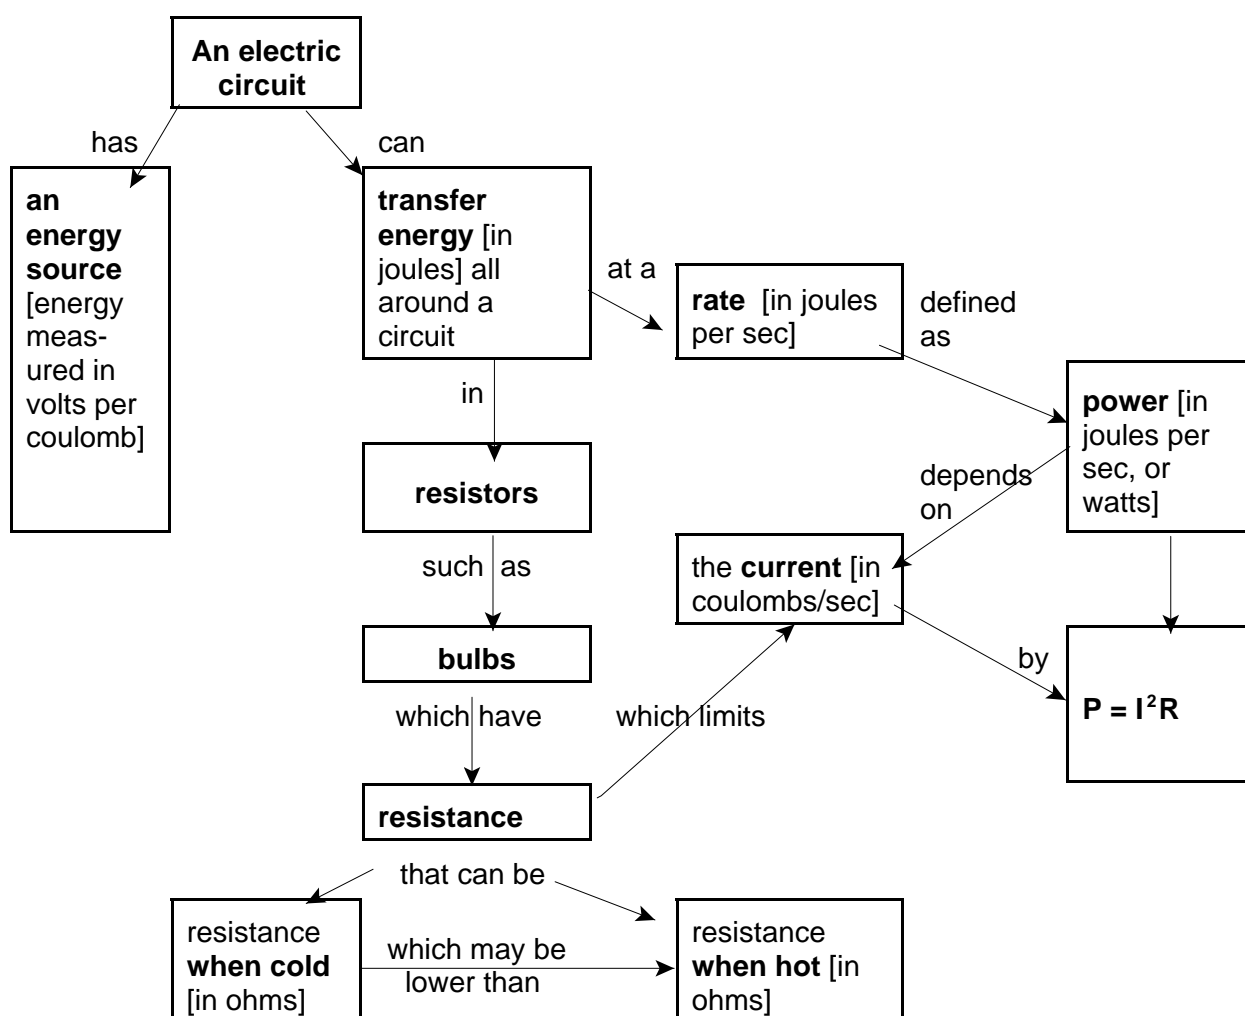 An electric
circuit
has
can
an
energy
source
[energy
meas-
ured in
volts per
coulomb]
transfer
energy [in
joules] all
around a
circuit
at a
rate [in joules
per sec]
defined
as
power [in
joules per
sec, or
watts]
in
resistors
depends
on
the current [in
coulombs/sec]
such as
bulbs
by
P = I²R
which have
which limits
resistance
that can be
resistance
when cold
[in ohms]
which may be
lower than
resistance
when hot [in
ohms]